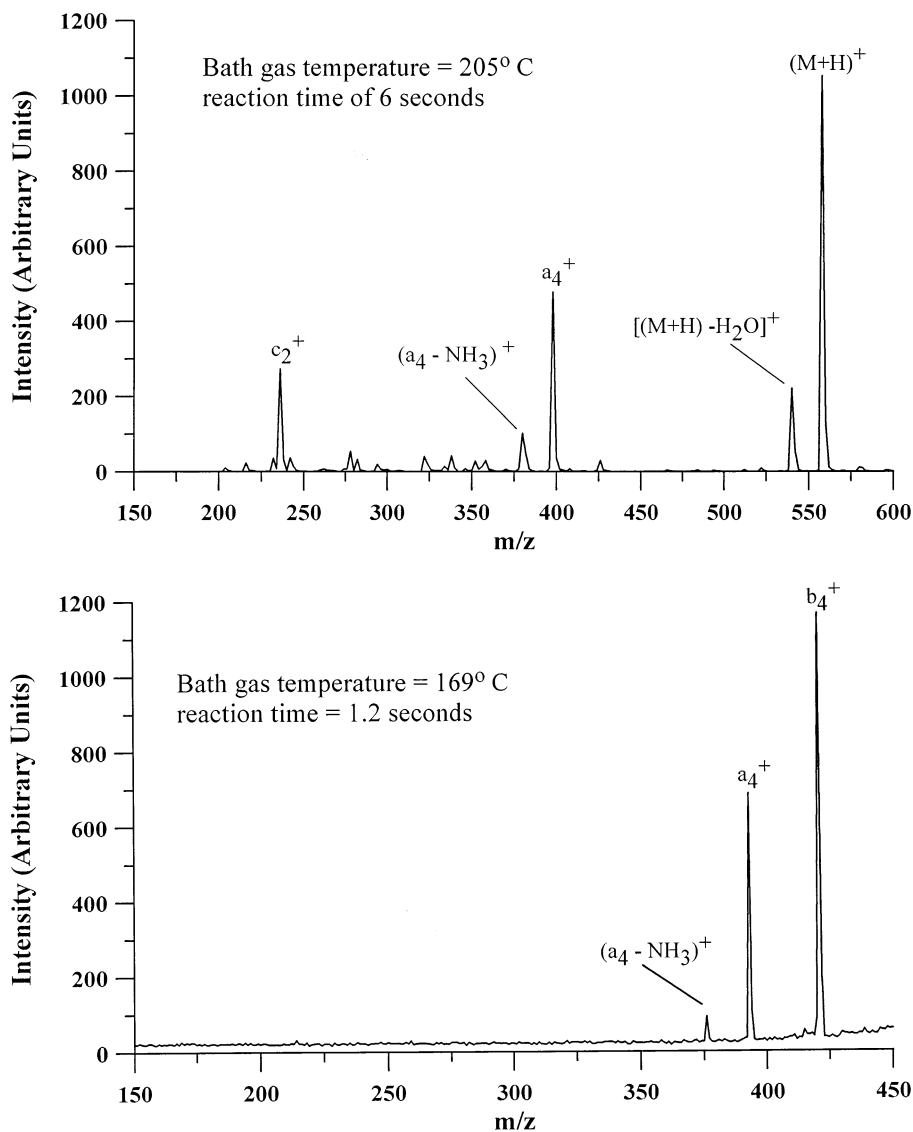 1200
1000
800
600
400
200
0
Intensity (Arbitrary Units)
Bath gas temperature = 205° C
reaction time of 6 seconds
(M+H)+
a4+
[(M+H) -H2O]+
c2+
(a4 - NH3) +
150 200 250 300 350 400 450 500 550 600
m/z
1200
1000
800
600
400
200
0
Intensity (Arbitrary Units)
b4+
Bath gas temperature = 169° C
reaction time = 1.2 seconds
a4+
(a4 - NH3)+
150 200 250 300 350 400 450
m/z